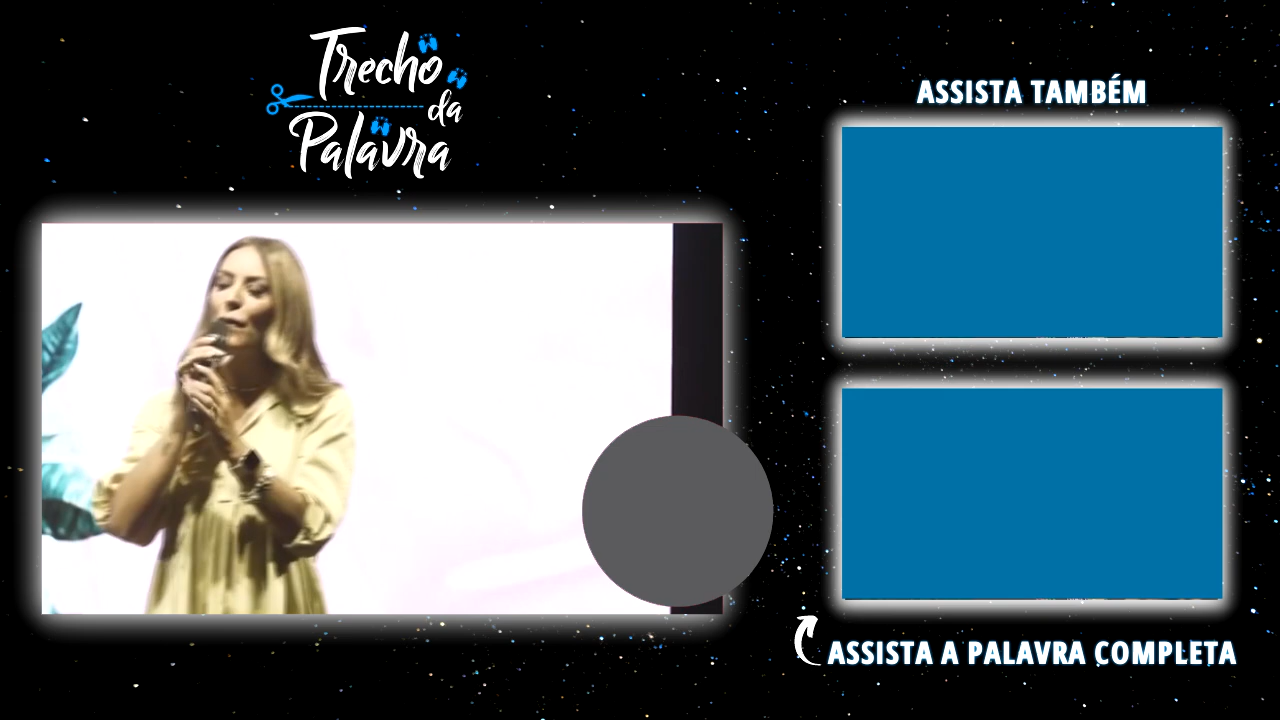 Trecho
da
Palavra
ASSISTA TAMBÉM
ASSISTA A PALAVRA COMPLETA